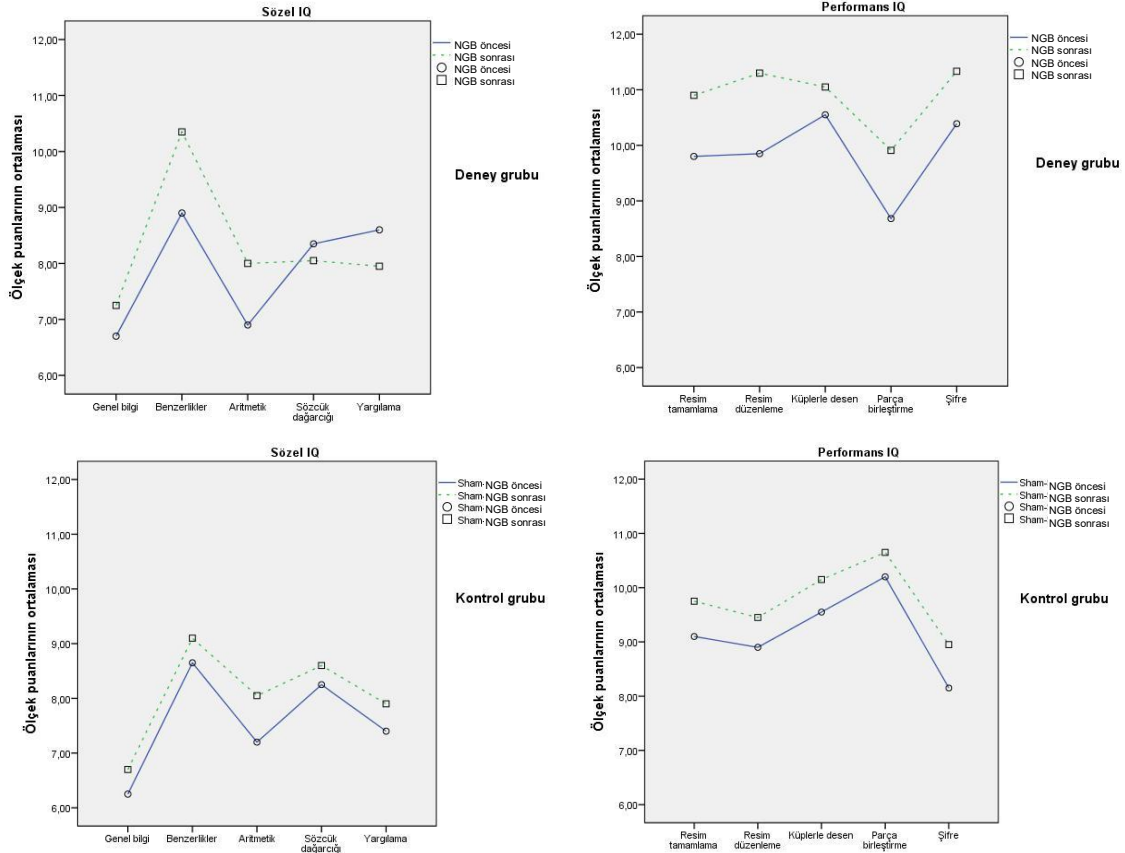 Sözel IQ
12,00
11,00
10,00
9,00
8,00
7,00
6,00
Ölçek puanlarının ortalaması
Genel bilgi
Benzerlikler
Aritmetik
Sözcük
dağarcığı
Yargılama
NGB öncesi
NGB sonrası
NGB öncesi
NGB sonrası
Deney grubu
Performans IQ
12,00
11,00
10,00
9,00
8,00
7,00
6,00
Ölçek puanlarının ortalaması
Resim
tamamlama
Resim
düzenleme
Küplerle desen
Parça
birleştirme
Şifre
NGB öncesi
NGB sonrası
NGB öncesi
NGB sonrası
Deney grubu
Sözel IQ
12,00
11,00
10,00
9,00
8,00
7,00
6,00
Ölçek puanlarının ortalaması
Genel bilgi
Benzerlikler
Aritmetik
Sözcük
dağarcığı
Yargılama
Sham-NGB öncesi
Sham-NGB sonrası
Sham-NGB öncesi
Sham-NGB sonrası
Kontrol grubu
Performans IQ
12,00
11,00
10,00
9,00
8,00
7,00
6,00
Ölçek puanlarının ortalaması
Resim
tamamlama
Resim
düzenleme
Küplerle desen
Parça
birleştirme
Şifre
Sham-NGB öncesi
Sham-NGB sonrası
Sham-NGB öncesi
Sham-NGB sonrası
Kontrol grubu